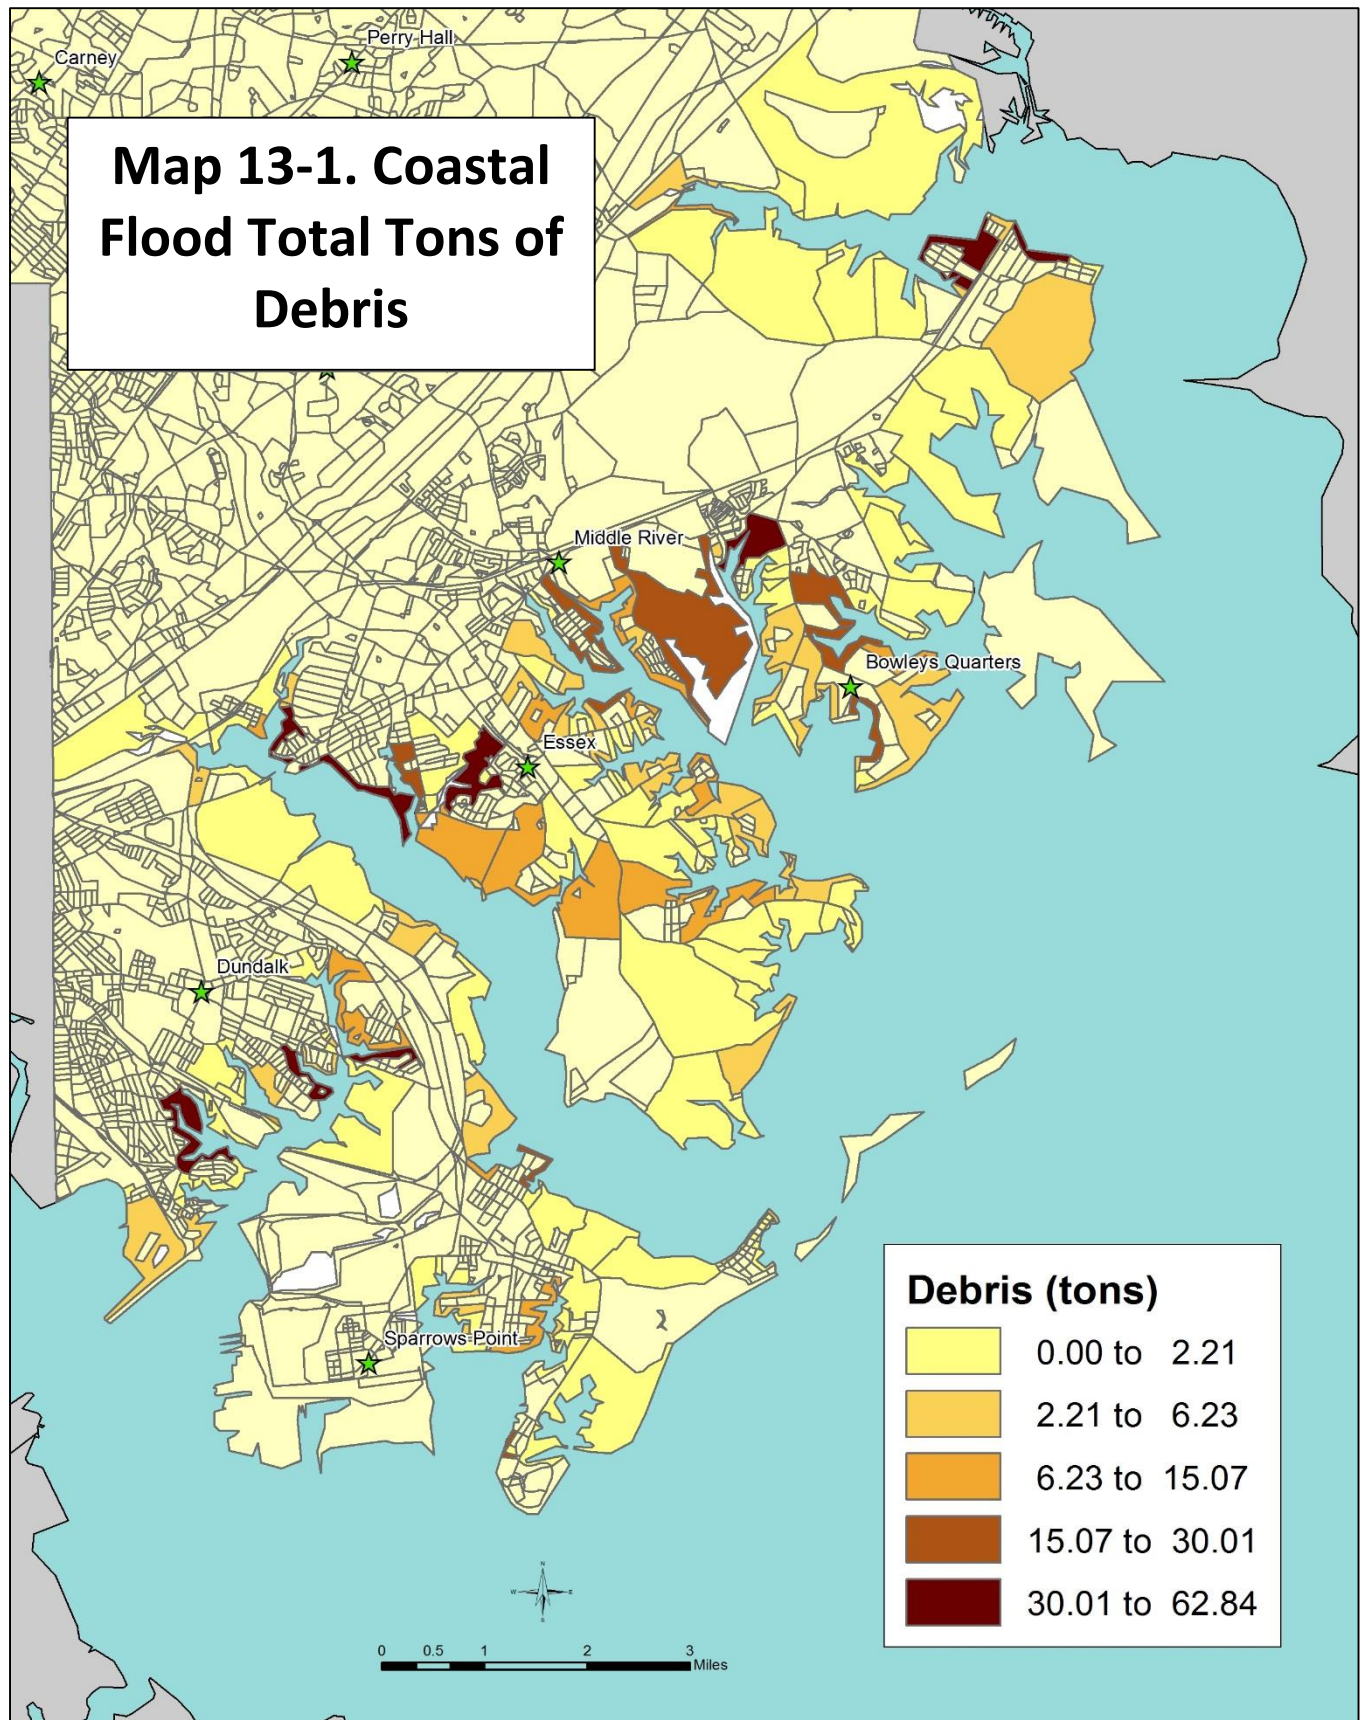 Perry Hall
Carney
Map 13-1. Coastal
Flood Total Tons of
Debris
Middle River
Bowleys Quarters
Essex
Dundalk
Sparrows Point
Debris (tons)
0.00 to 2.21
2.21 to 6.23
6.23 to 15.07
15.07 to 30.01
30.01 to 62.84
N
W E
S
0 0.5 1 2 3
Miles